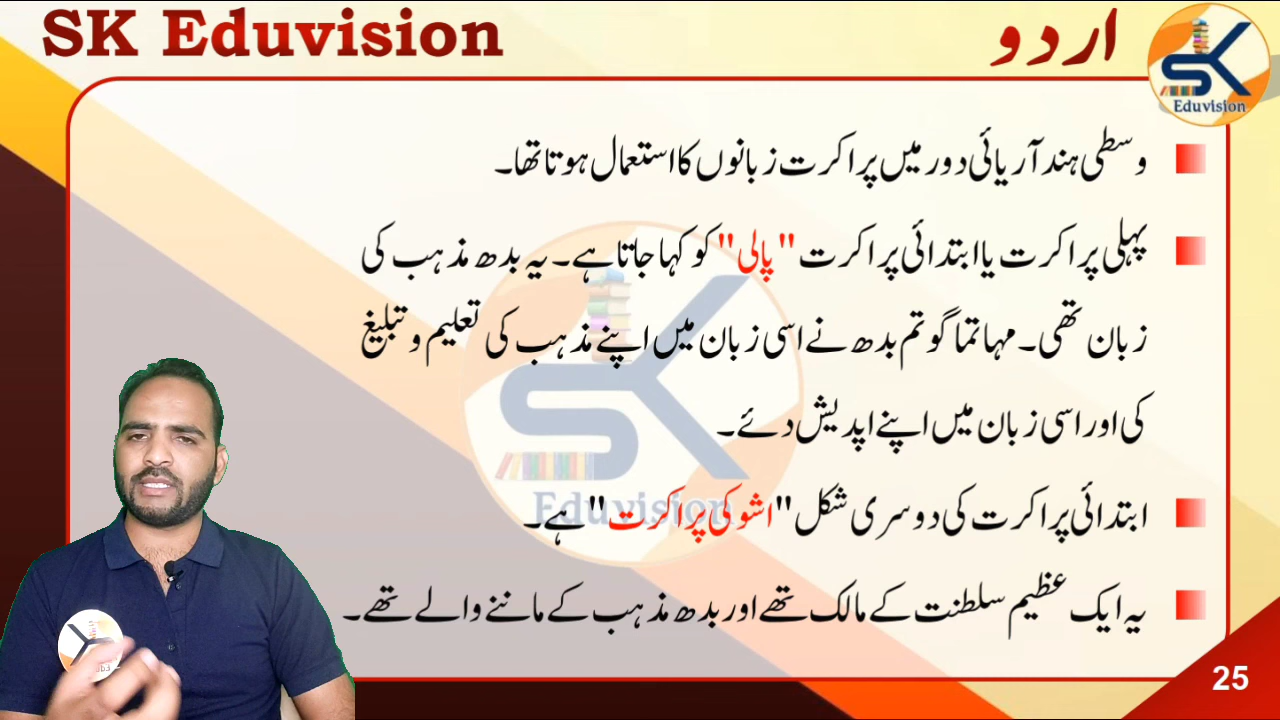 SK Eduvision
اردو
SK
Eduvision
وسطی ہند آریائی دور میں پراکرت زبانوں کا استعمال ہوتا تھا۔
پہلی پراکرت یا ابتدائی پراکرت "پالی" کو کہا جاتا ہے۔ یہ بدھ مذہب کی
زبان تھی۔ مہاتما گوتم بدھ نے اسی زبان میں اپنے مذہب کی تعلیم و تبلیغ
کی اور اسی زبان میں اپنے اپدیش دئے۔
ابتدائی پراکرت کی دوسری شکل "اشوکی پراکرت" ہے۔
یہ ایک عظیم سلطنت کے مالک تھے اور بدھ مذہب کے ماننے والے تھے۔
SK
Eduvision
25